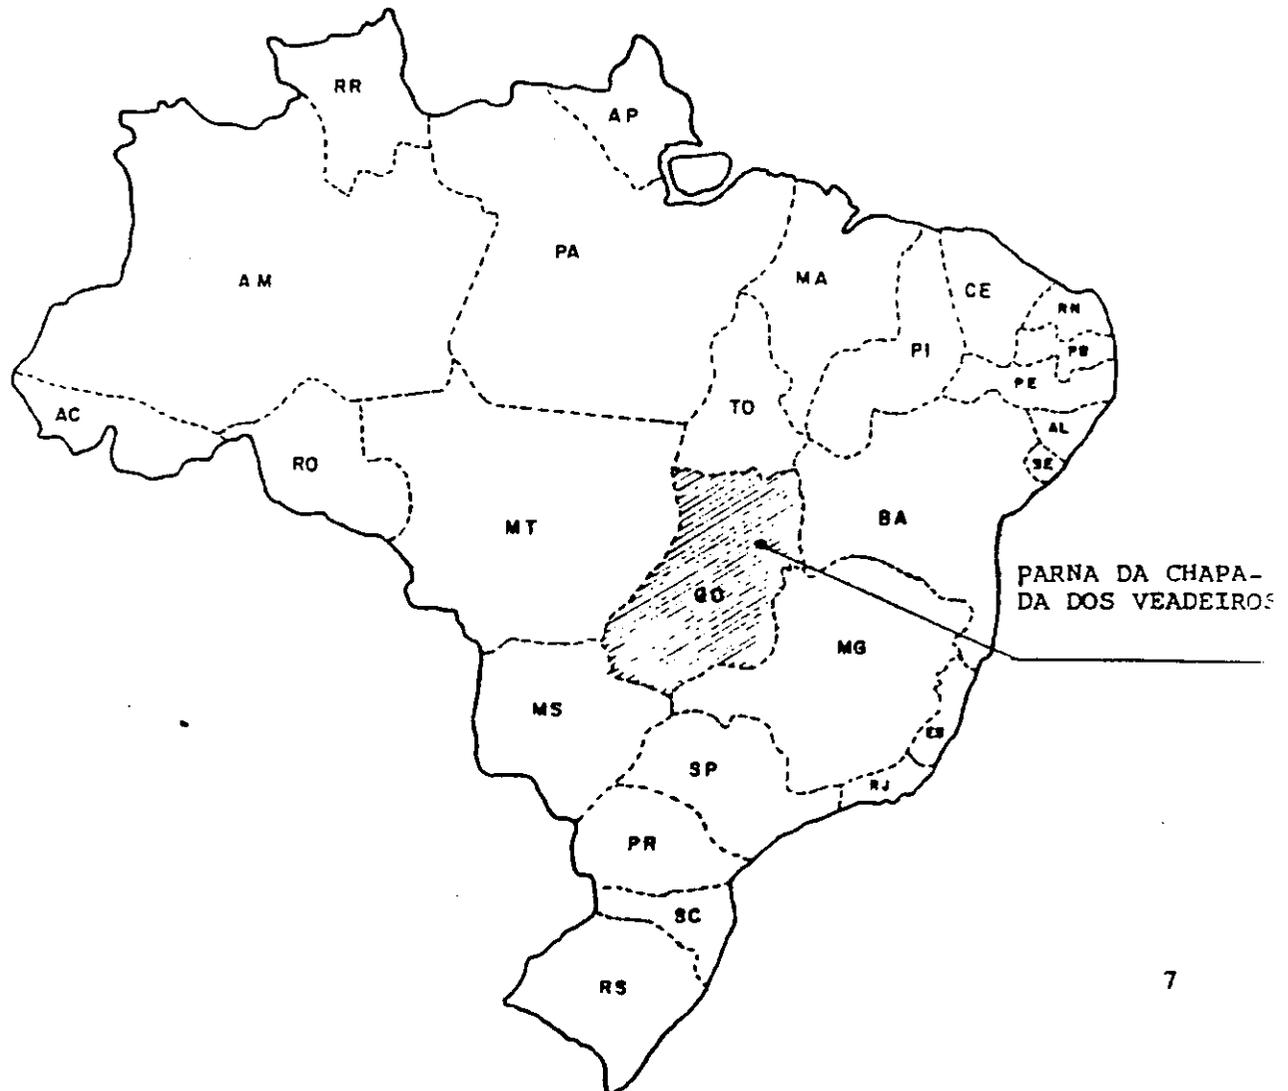 RR
AP
AM
PA
MA
CE
RN
PB
PI
PE
AC
TO
AL
SE
RO
MT
BA
GO
PARNA DA CHAPA-
DA DOS VEADEIROS
MG
MS
ES
SP
RJ
PR
SC
RS
7